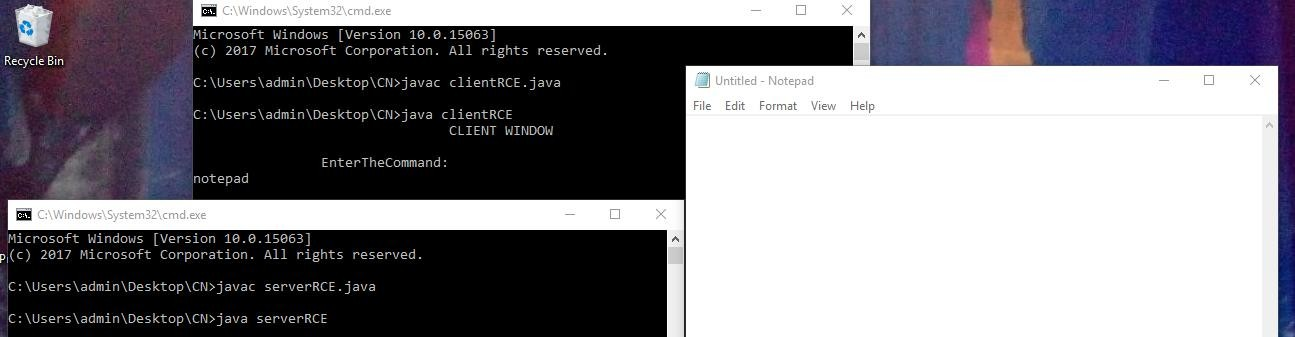 Recycle Bin
C:\Windows\System32\cmd.exe
Microsoft Windows [Version 10.0.15063]
(c) 2017 Microsoft Corporation. All rights reserved.
C:\Users\admin\Desktop\CN>javac clientRCE.java
C:\Users\admin\Desktop\CN>java clientRCE
CLIENT WINDOW
EnterTheCommand:
notepad
Untitled - Notepad
File Edit Format View Help
C:\Windows\System32\cmd.exe
Microsoft Windows [Version 10.0.15063]
(c) 2017 Microsoft Corporation. All rights reserved.
C:\Users\admin\Desktop\CN>javac serverRCE.java
C:\Users\admin\Desktop\CN>java serverRCE